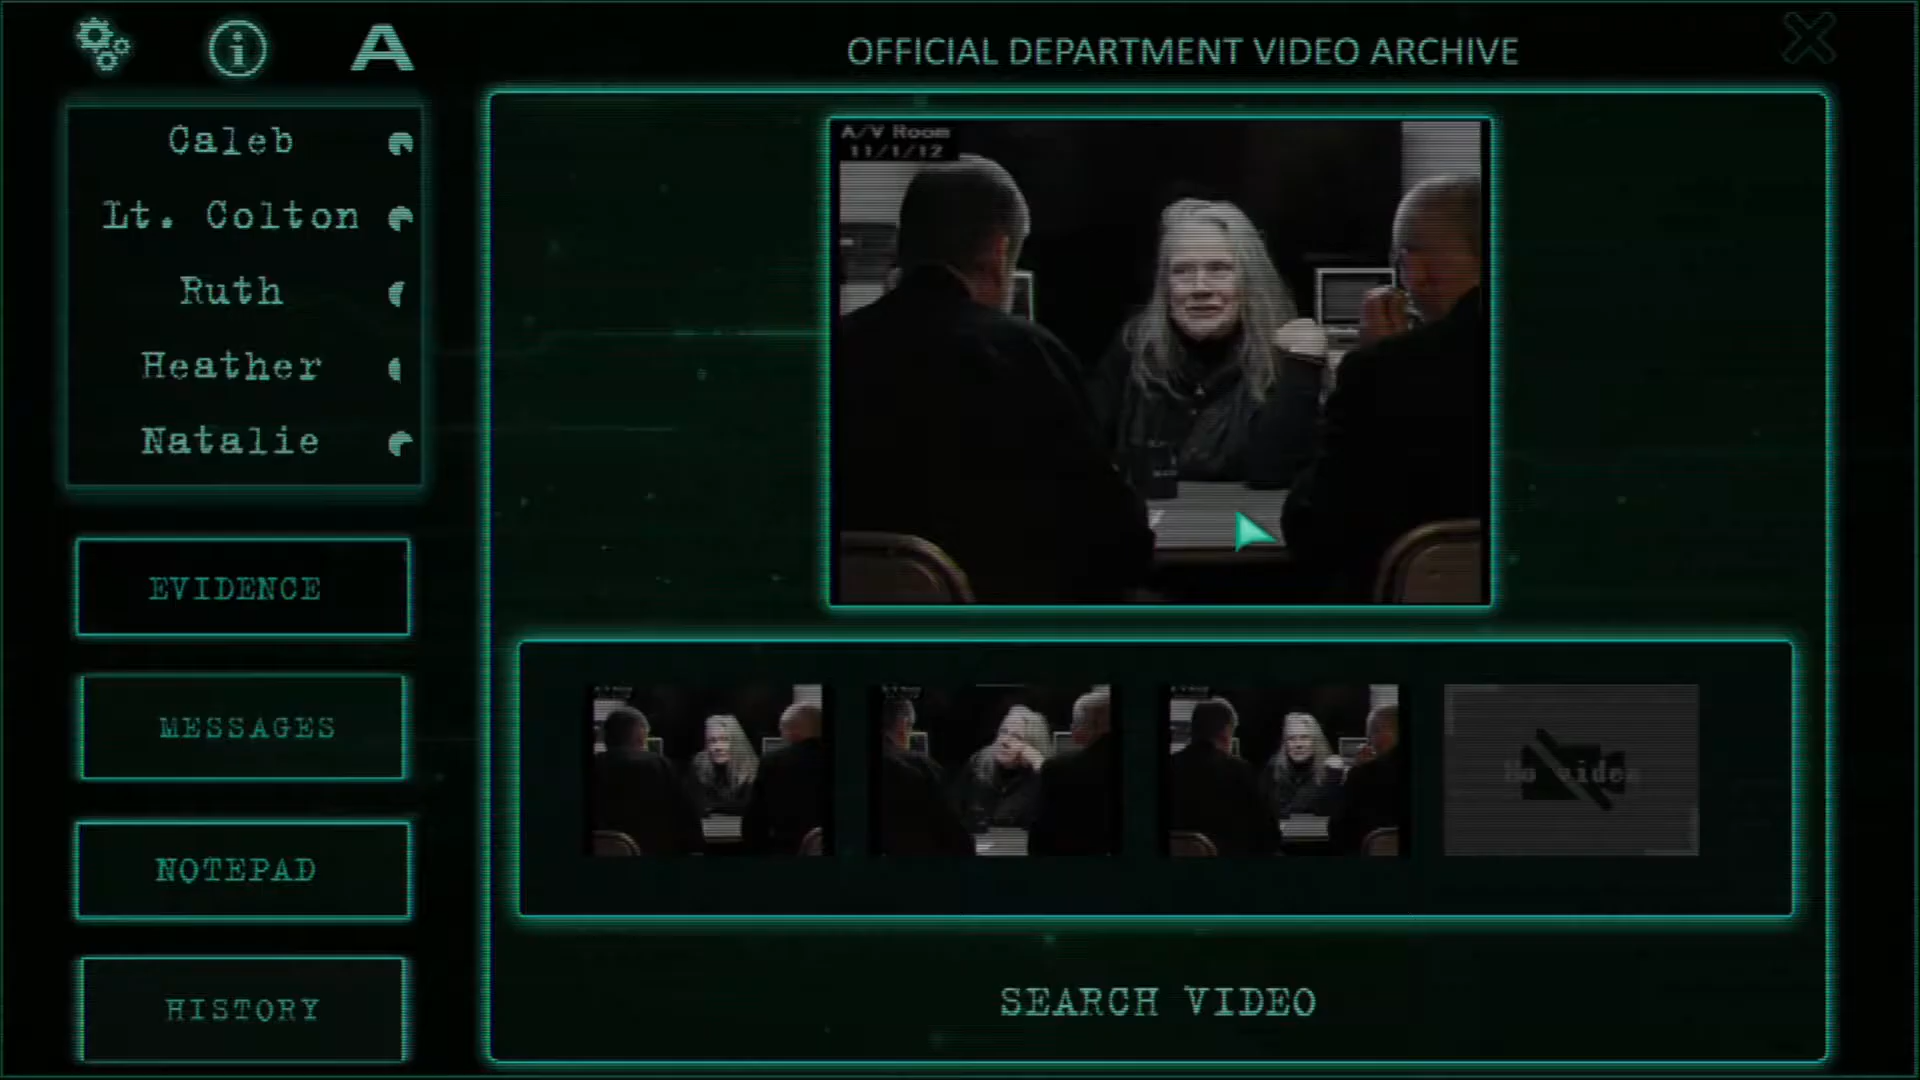 A
OFFICIAL DEPARTMENT VIDEO ARCHIVE
Caleb
Lt. Colton
Ruth
Heather
Natalie
A/V Room
11/1/12
EVIDENCE
MESSAGES
NOTEPAD
HISTORY
SEARCH VIDEO